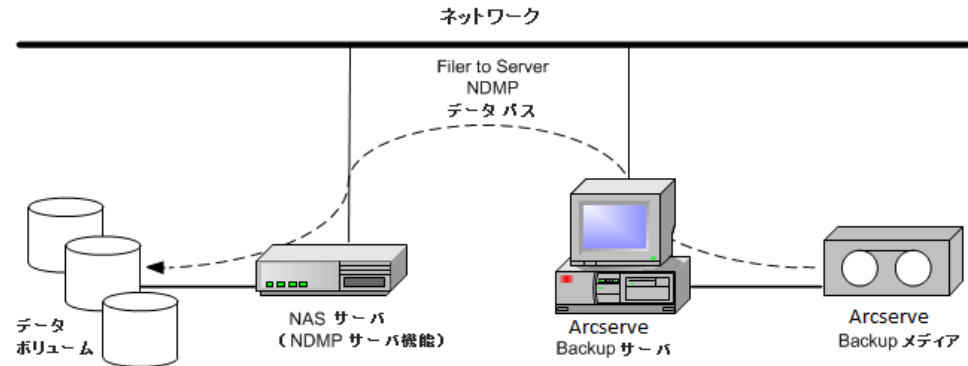 ネットワーク
Filer to Server
NDMP
データ パス
データ
ボリューム
NAS サーバ
(NDMP サーバ機能)
Arcserve
Backup サーバ
Arcserve
Backup メディア